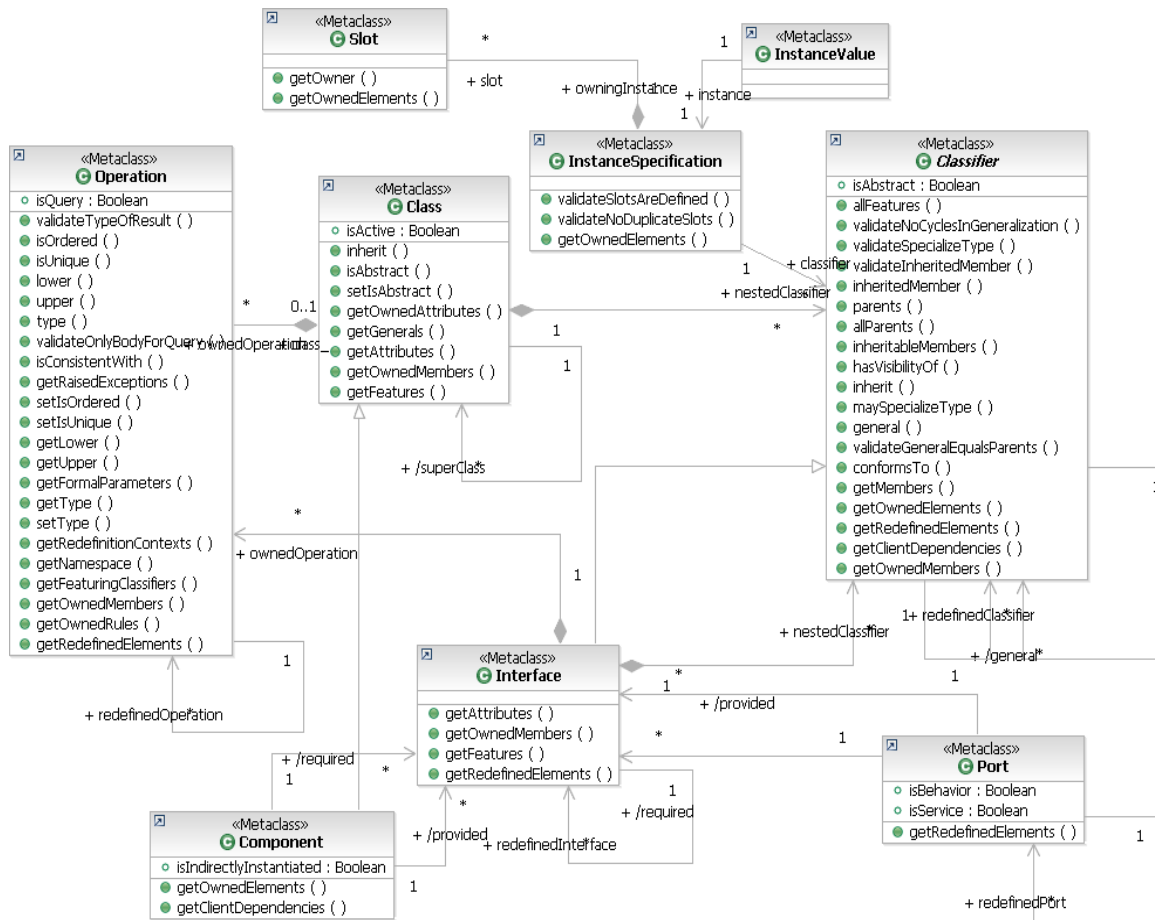 «Metaclass»
Slot
getOwner ( )
getOwnedElements ( )
*
+ slot
+ owningInstance
1
1
«Metaclass»
InstanceValue
+ instance
1
«Metaclass»
InstanceSpecification
validateSlotsAreDefined ( )
validateNoDuplicateSlots ( )
getOwnedElements ( )
1
+ classifier
«Metaclass»
Operation
isQuery : Boolean
validateTypeOfResult ( )
isOrdered ( )
isUnique ( )
lower ( )
upper ( )
type ( )
validateOnlyBodyForQuery ( )
isConsistentWith ( )
getRaisedExceptions ( )
setIsOrdered ( )
setIsUnique ( )
getLower ( )
getUpper ( )
getFormalParameters ( )
getType ( )
setType ( )
getRedefinitionContexts ( )
getNamespace ( )
getFeaturingClassifiers ( )
getOwnedMembers ( )
getOwnedRules ( )
getRedefinedElements ( )
1
+ redefinedOperation
*
*
0..1
+ ownedOperation
+ class_
«Metaclass»
Class
isActive : Boolean
inherit ( )
isAbstract ( )
setIsAbstract ( )
getOwnedAttributes ( )
getGenerals ( )
getAttributes ( )
getOwnedMembers ( )
getFeatures ( )
1
1
+ /superClass
*
+ nestedClassifier
*
«Metaclass»
Classifier
isAbstract : Boolean
allFeatures ( )
validateNoCyclesInGeneralization ( )
validateSpecializeType ( )
validateInheritedMember ( )
inheritedMember ( )
parents ( )
allParents ( )
inheritableMembers ( )
hasVisibilityOf ( )
inherit ( )
maySpecializeType ( )
general ( )
validateGeneralEqualsParents ( )
conformsTo ( )
getMembers ( )
getOwnedElements ( )
getRedefinedElements ( )
getClientDependencies ( )
getOwnedMembers ( )
1
1
+ redefinedClassifier
*
+ /general
*
*
+ ownedOperation
1
+ nestedClassifier
*
«Metaclass»
Interface
getAttributes ( )
getOwnedMembers ( )
getFeatures ( )
getRedefinedElements ( )
*
1
1
+ /provided
*
1
1
+ /required
+ redefinedInterface
*
+ /required
1
*
*
+ /provided
1
«Metaclass»
Component
isIndirectlyInstantiated : Boolean
getOwnedElements ( )
getClientDependencies ( )
«Metaclass»
Port
isBehavior : Boolean
isService : Boolean
getRedefinedElements ( )
1
+ redefinedPort
*